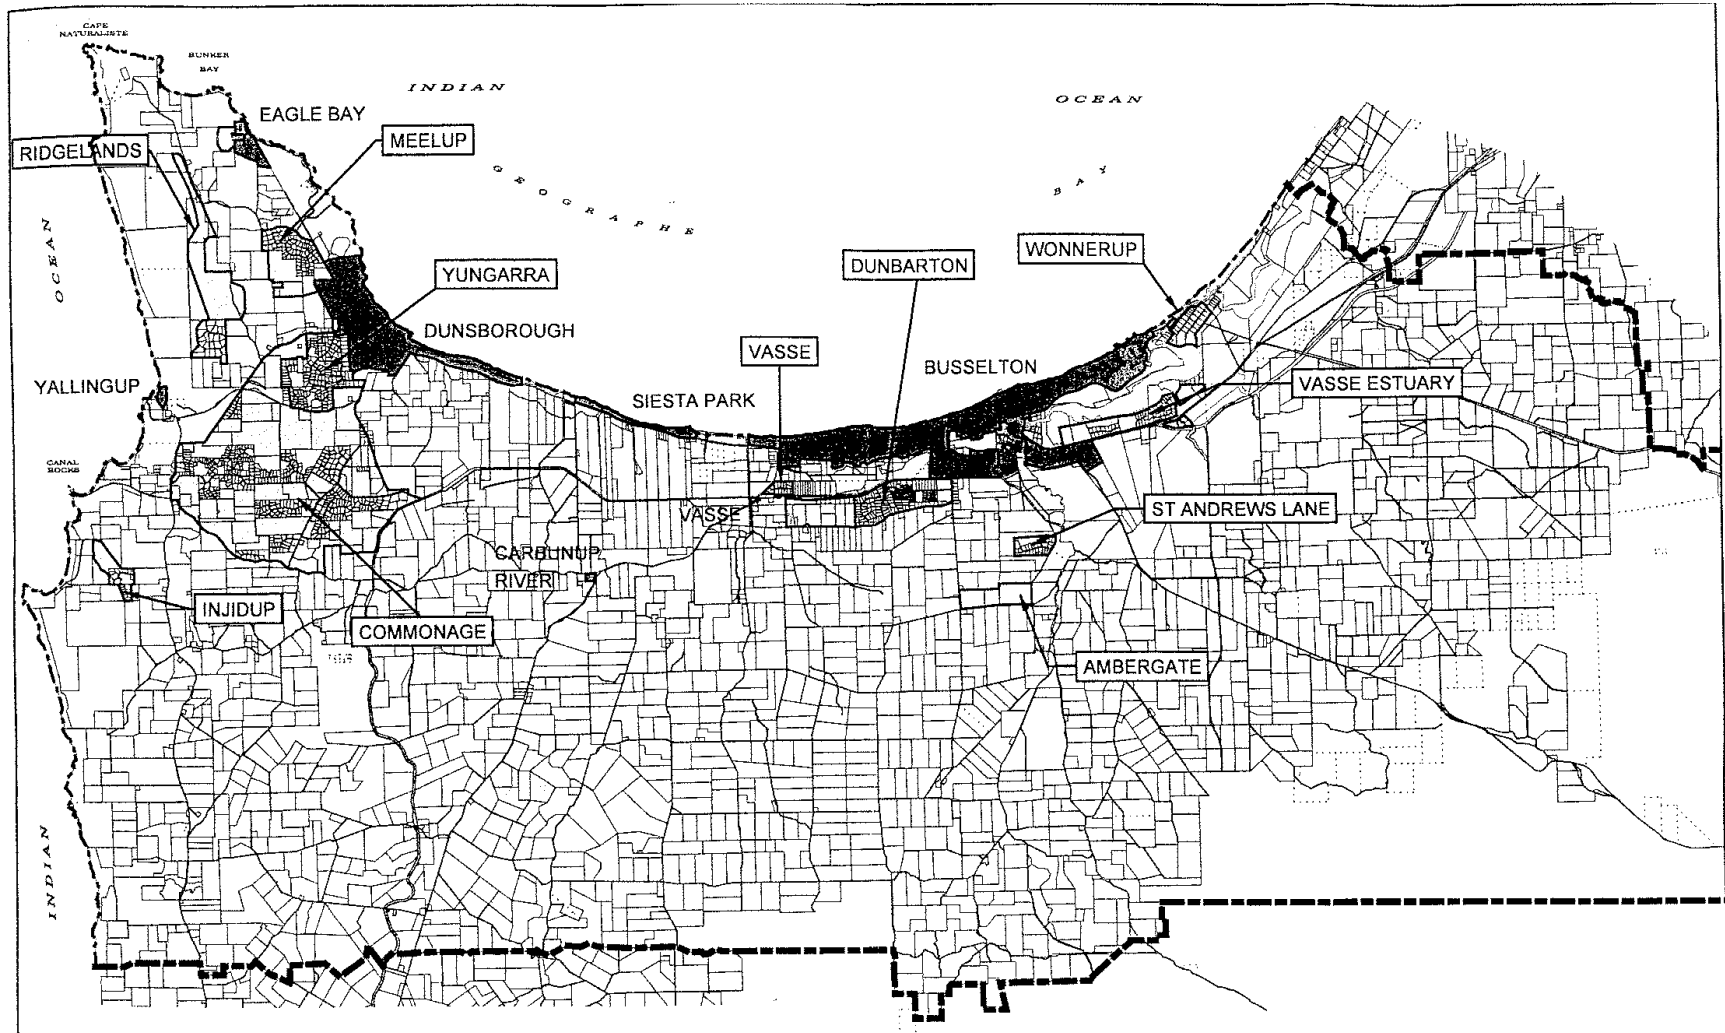 CAPE
NATURALISTE
BUNKER
BAY
INDIAN
OCEAN
EAGLE BAY
MEELUP
RIDGELANDS
GEOGRAPHE
BAY
OCEAN
YUNGARRA
DUNBARTON
WONNERUP
DUNSBOROUGH
VASSE
BUSSELTON
YALLINGUP
SIESTA PARK
VASSE ESTUARY
CANAL
ROCKS
VASSE
ST ANDREWS LANE
CARBUNUP
RIVER
INJIDUP
COMMONAGE
AMBERGATE
INDIAN